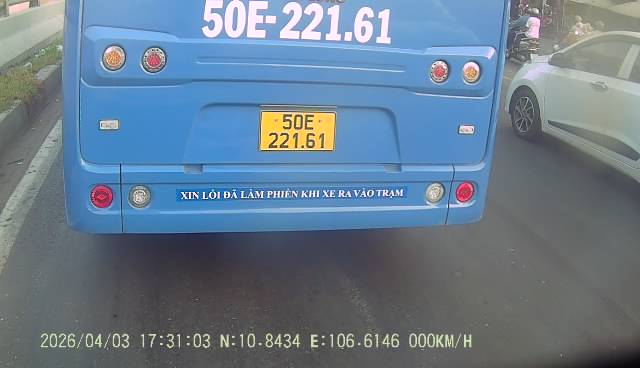 50E-221.61
50E
221.61
XIN LỖI ĐÃ LÀM PHIỀN KHI XE RA VÀO TRẠM
2026/04/03 17:31:03 N:10.8434 E:106.6146 000KM/H